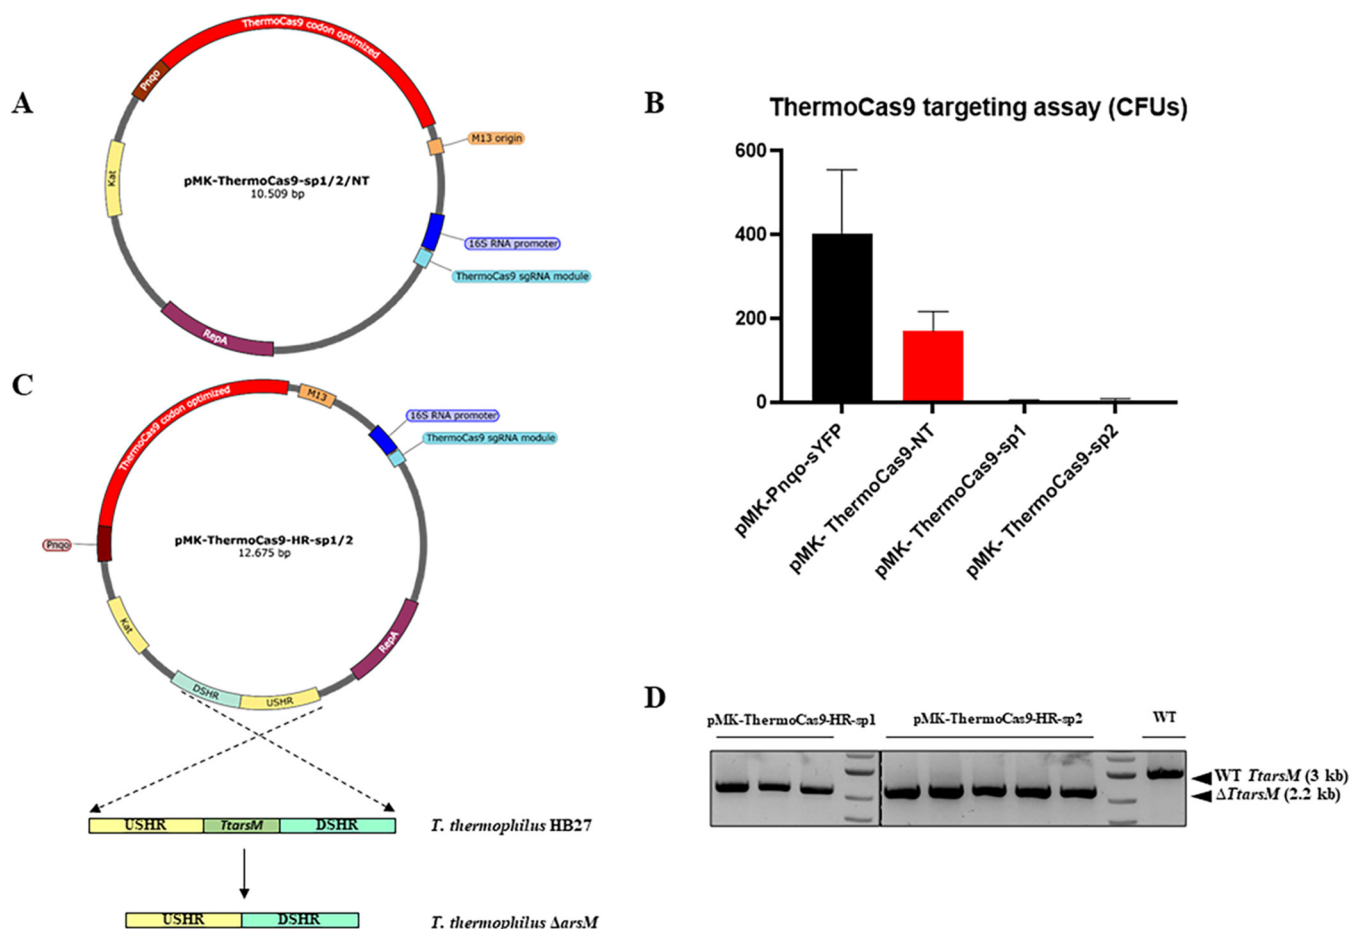 A
ThermoCas9 codon optimized
Pnqo
Kat
M13 origin
pMK-ThermoCas9-sp1/2/NT
10.509 bp
16S RNA promoter
ThermoCas9 sgRNA module
RepA
B
ThermoCas9 targeting assay (CFUs)
600
400
200
0
pMK-Pnqo-sYFP
pMK- ThermoCas9-NT
pMK- ThermoCas9-sp1
pMK- ThermoCas9-sp2
C
ThermoCas9 codon optimized
M13
16S RNA promoter
ThermoCas9 sgRNA module
Pnqo
pMK-ThermoCas9-HR-sp1/2
12.675 bp
Kat
RepA
DSHR
USHR
USHR TtarsM DSHR
T. thermophilus HB27
USHR DSHR
T. thermophilus ΔarsM
D
pMK-ThermoCas9-HR-sp1
pMK-ThermoCas9-HR-sp2
WT
WT TtarsM (3 kb)
ΔTtarsM (2.2 kb)